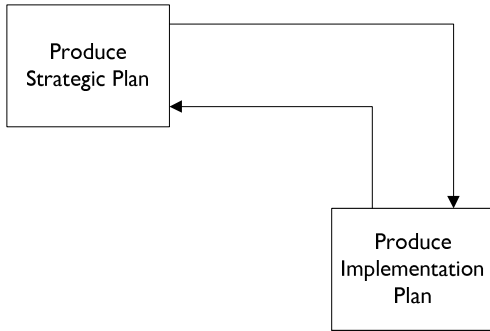 Produce
Strategic Plan
Produce
Implementation
Plan